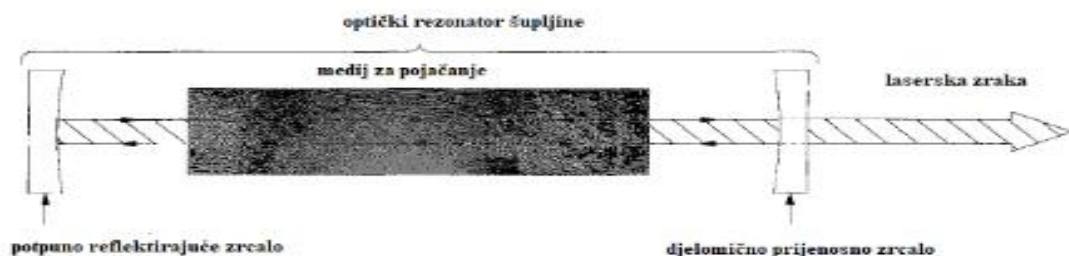 optički rezonator šupljine
medij za pojačanje
laserska zraka
potpuno reflektirajuće zrcalo
djelomično prijenosno zrcalo